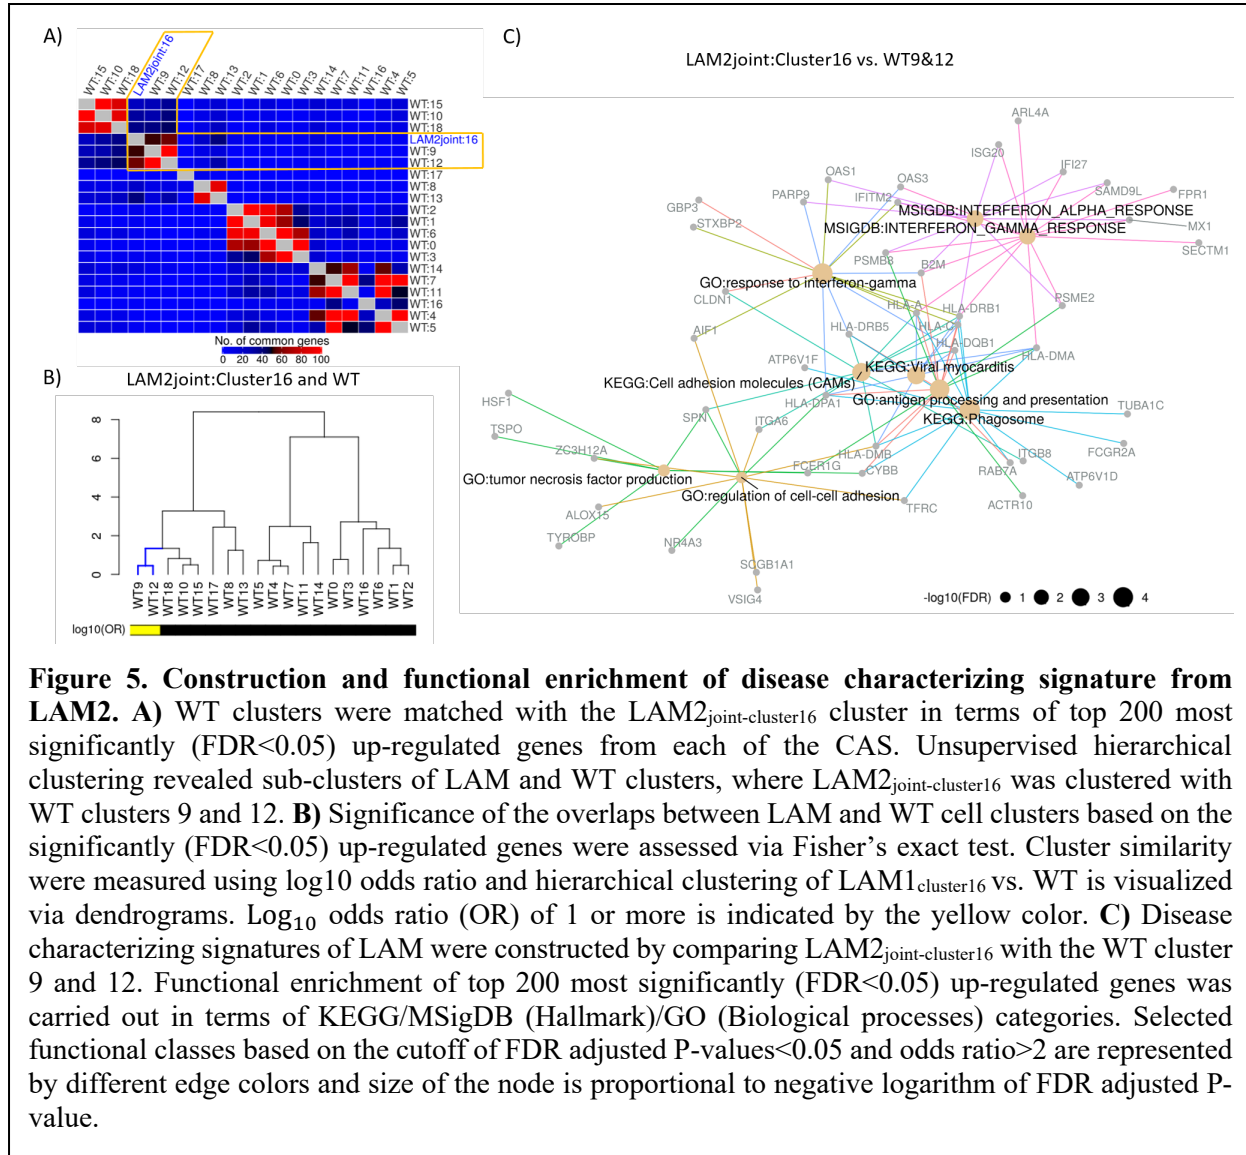 A)
WT:15
WT:10
WT:18
LAM2joint:16
WT:9
WT:12
WT:17
WT:8
WT:13
WT:2
WT:1
WT:6
WT:0
WT:3
WT:14
WT:7
WT:11
WT:16
WT:4
WT:5
WT:15
WT:10
WT:18
LAM2joint:16
WT:9
WT:12
WT:17
WT:8
WT:13
WT:2
WT:1
WT:6
WT:0
WT:3
WT:14
WT:7
WT:11
WT:16
WT:4
WT:5
No. of common genes
0 20 40 60 80 100
B)
LAM2joint:Cluster16 and WT
8
6
4
2
0
WT9
WT12
WT18
WT10
WT15
WT17
WT8
WT13
WT5
WT4
WT7
WT11
WT14
WT0
WT3
WT16
WT6
WT1
WT2
log10(OR)
C)
LAM2joint:Cluster16 vs. WT9&12
ARL4A
ISG20
IFI27
OAS1
OAS3
SAMD9L
FPR1
PARP9
IFITM2
GBP3
MSIGDB:INTERFERON_ALPHA_RESPONSE
STXBP2
MSIGDB:INTERFERON_GAMMA_RESPONSE
MX1
SECTM1
PSMB8
B2M
GO:response to interferon-gamma
CLDN1
HLA-A
HLA-DRB1
PSME2
HLA-DRB5
HLA-C
AIF1
HLA-DQB1
HLA-DMA
ATP6V1F
KEGG:Viral myocarditis
KEGG:Cell adhesion molecules (CAMs)
HSF1
HLA-DPA1
GO:antigen processing and presentation
TUBA1C
SPN
ITGA6
KEGG:Phagosome
TSPO
ZC3H12A
HLA-DMB
ITGB8
FCGR2A
FCER1G
CYBB
RAB7A
ATP6V1D
GO:tumor necrosis factor production
GO:regulation of cell-cell adhesion
TFRC
ACTR10
ALOX15
TYROBP
NR4A3
SCGB1A1
VSIG4
-log10(FDR) 1 2 3 4
Figure 5. Construction and functional enrichment of disease characterizing signature from
LAM2. A) WT clusters were matched with the LAM2joint-cluster16 cluster in terms of top 200 most
significantly (FDR<0.05) up-regulated genes from each of the CAS. Unsupervised hierarchical
clustering revealed sub-clusters of LAM and WT clusters, where LAM2joint-cluster16 was clustered with
WT clusters 9 and 12. B) Significance of the overlaps between LAM and WT cell clusters based on the
significantly (FDR<0.05) up-regulated genes were assessed via Fisher's exact test. Cluster similarity
were measured using log10 odds ratio and hierarchical clustering of LAM1cluster16 vs. WT is visualized
via dendrograms. Log10 odds ratio (OR) of 1 or more is indicated by the yellow color. C) Disease
characterizing signatures of LAM were constructed by comparing LAM2joint-cluster16 with the WT cluster
9 and 12. Functional enrichment of top 200 most significantly (FDR<0.05) up-regulated genes was
carried out in terms of KEGG/MSigDB (Hallmark)/GO (Biological processes) categories. Selected
functional classes based on the cutoff of FDR adjusted P-values<0.05 and odds ratio>2 are represented
by different edge colors and size of the node is proportional to negative logarithm of FDR adjusted P-
value.